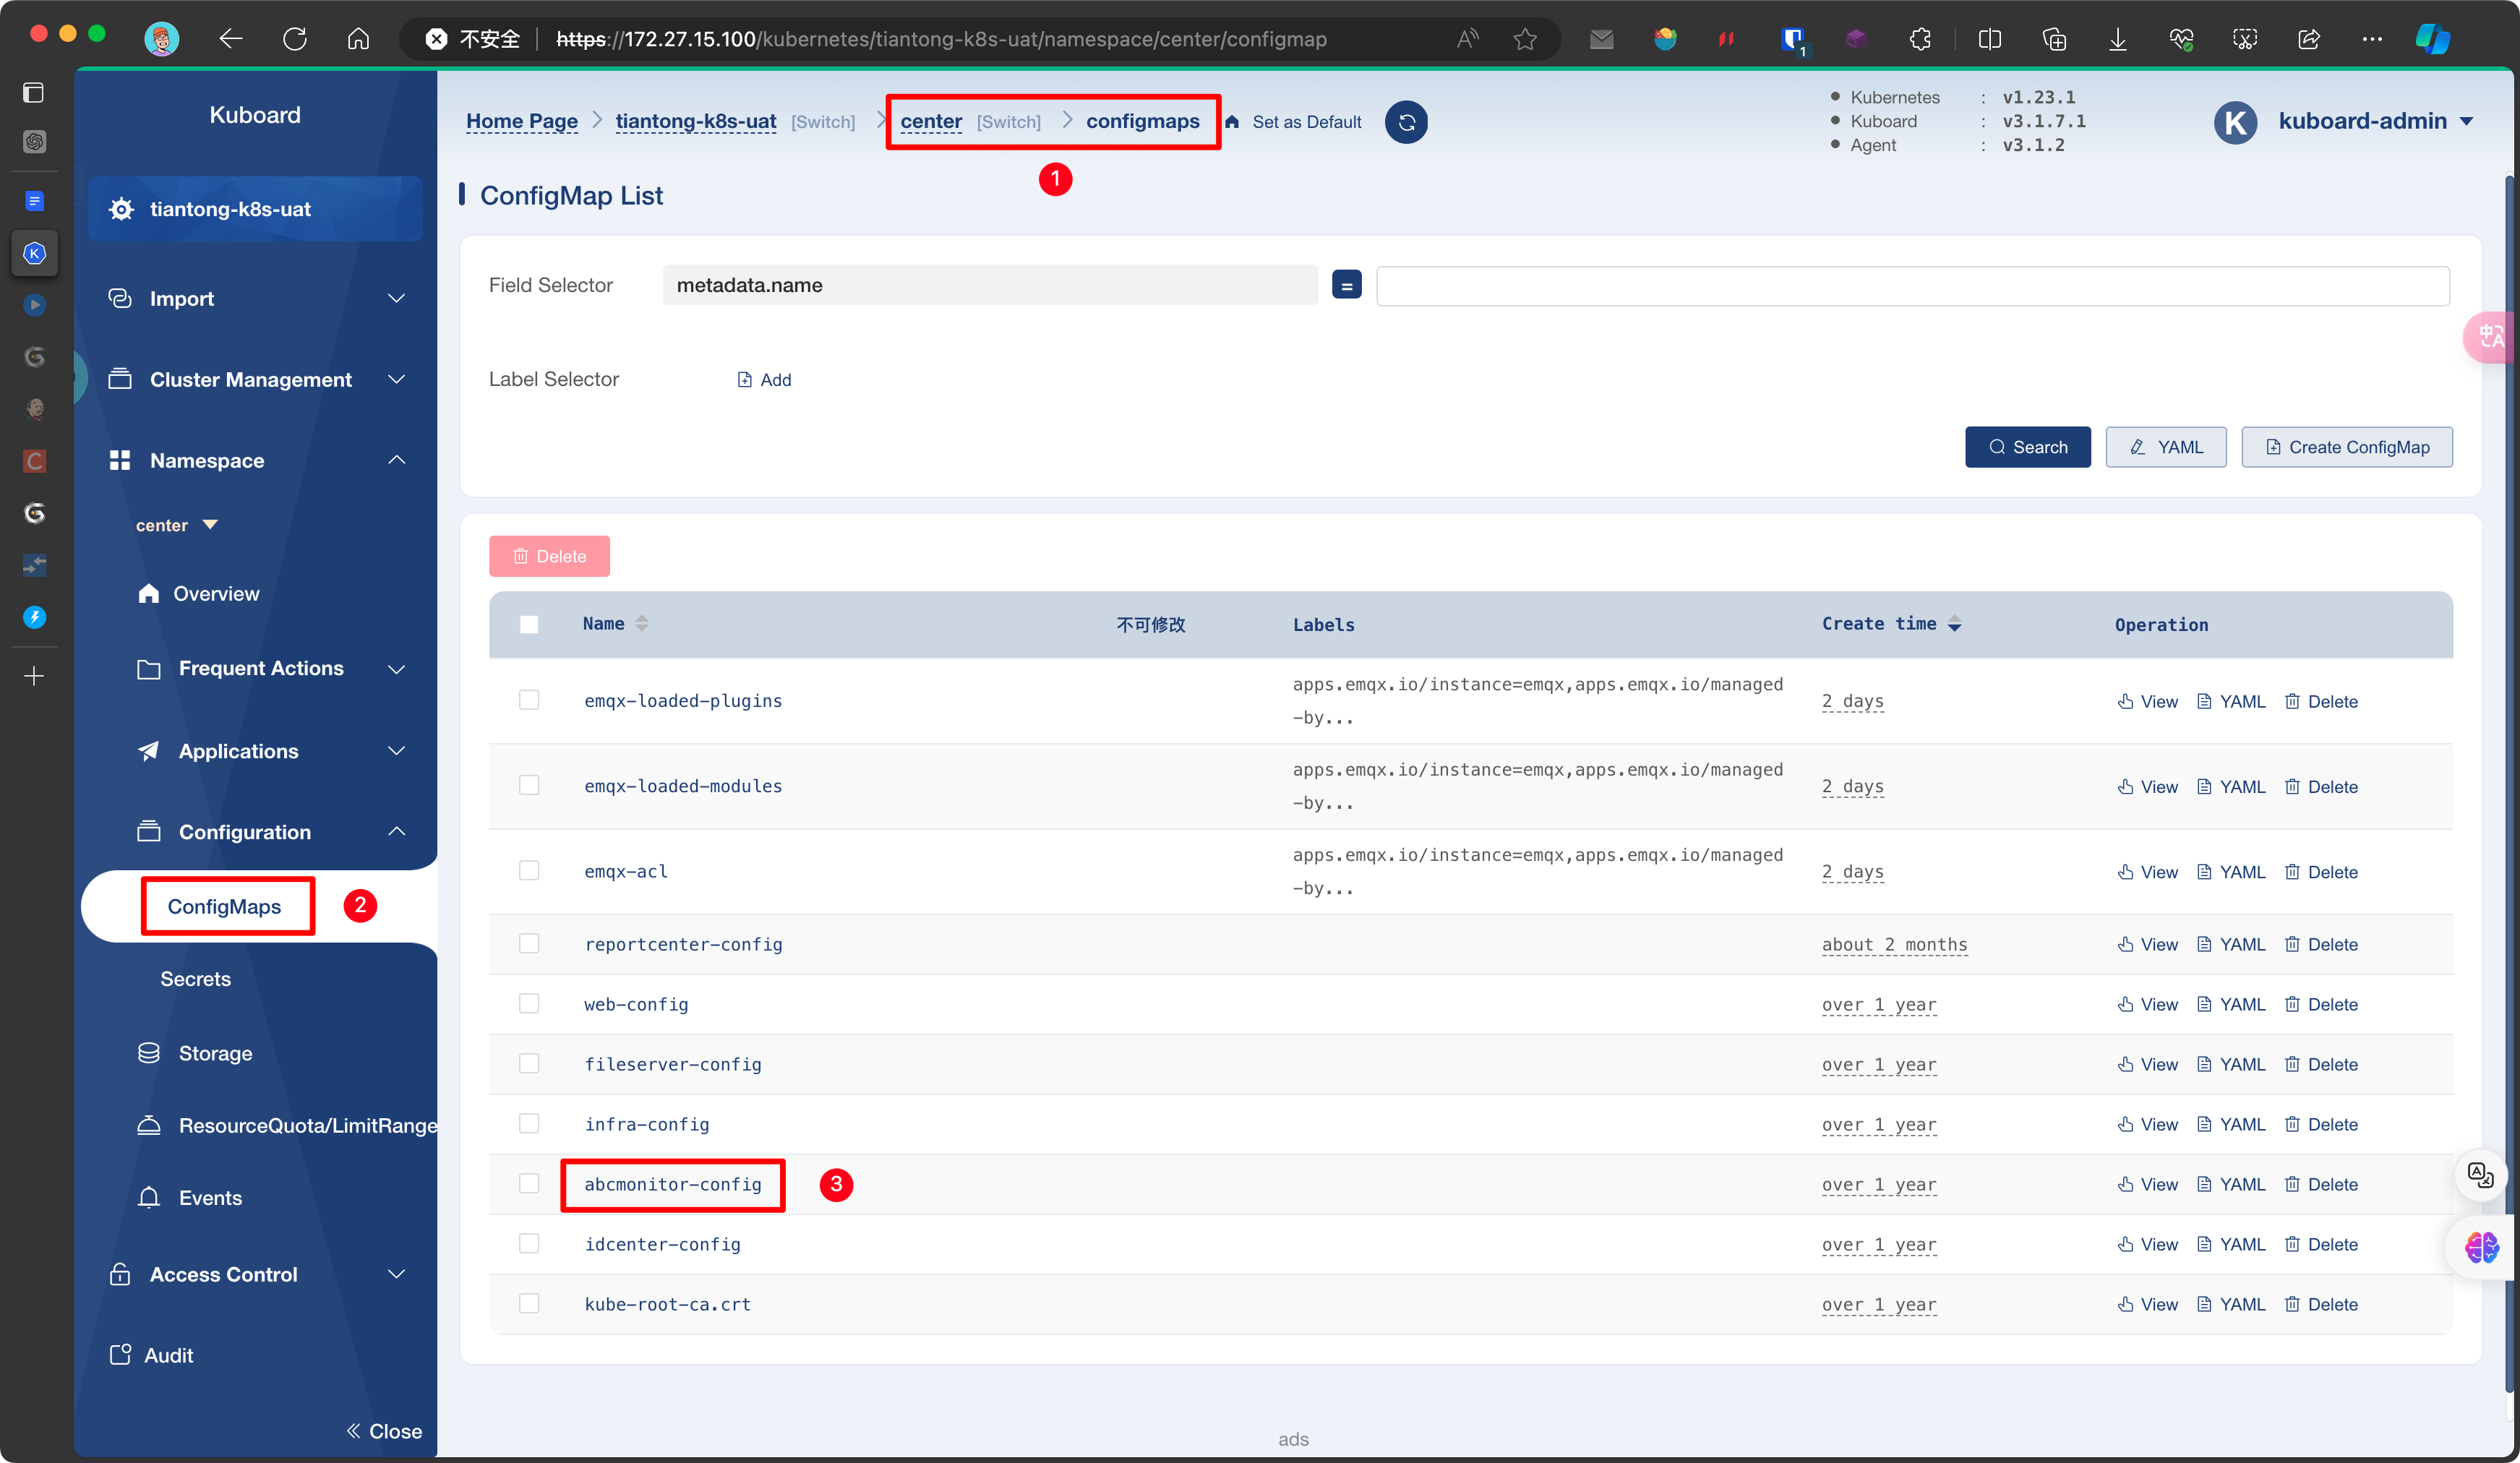 不安全 https://172.27.15.100/kubernetes/tiantong-k8s-uat/namespace/center/configmap
1
Kuboard
Home Page tiantong-k8s-uat [Switch] center [Switch] configmaps Set as Default
Kubernetes : v1.23.1
Kuboard : v3.1.7.1
Agent : v3.1.2
K kuboard-admin
1
tiantong-k8s-uat
Import
Cluster Management
Namespace
center
Overview
Frequent Actions
Applications
Configuration
ConfigMaps 2
Secrets
Storage
ResourceQuota/LimitRange
Events
Access Control
Audit
Close
ConfigMap List
Field Selector metadata.name =
Label Selector Add
Search YAML Create ConfigMap
Delete
Name 不可修改 Labels Create time Operation
emqx-loaded-plugins apps.emqx.io/instance=emqx,apps.emqx.io/managed-by... 2 days View YAML Delete
emqx-loaded-modules apps.emqx.io/instance=emqx,apps.emqx.io/managed-by... 2 days View YAML Delete
emqx-acl apps.emqx.io/instance=emqx,apps.emqx.io/managed-by... 2 days View YAML Delete
reportcenter-config about 2 months View YAML Delete
web-config over 1 year View YAML Delete
fileserver-config over 1 year View YAML Delete
infra-config over 1 year View YAML Delete
abcmonitor-config 3 over 1 year View YAML Delete
idcenter-config over 1 year View YAML Delete
kube-root-ca.crt over 1 year View YAML Delete
ads